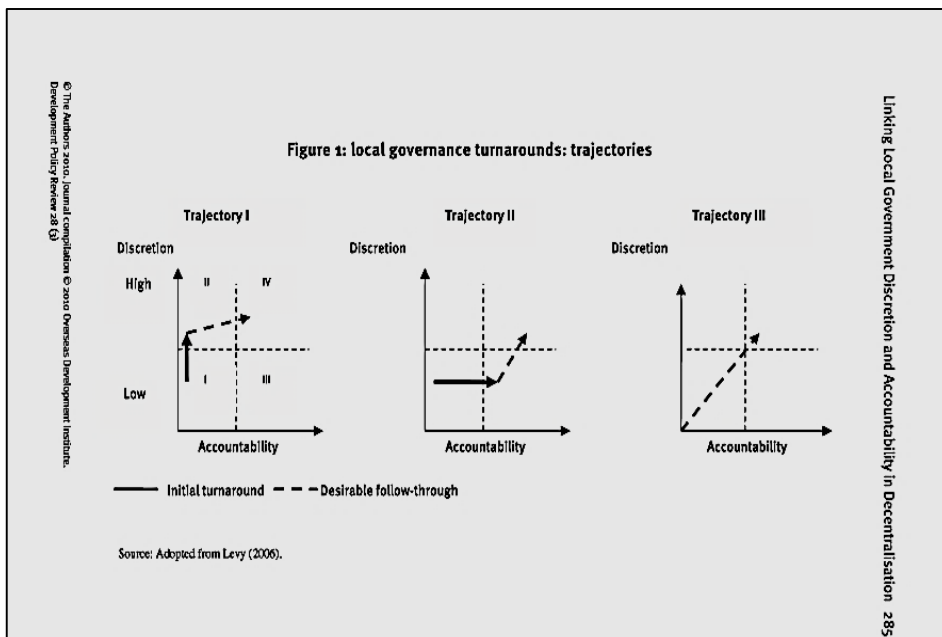 Linking Local Government Discretion and Accountability in Decentralisation 285
Figure 1: local governance turnarounds: trajectories
Trajectory I
Discretion
High
II
IV
I
III
Low
Accountability
Trajectory II
Discretion
Accountability
Trajectory III
Discretion
Accountability
Initial turnaround
Desirable follow-through
Source: Adopted from Levy (2006).
© The Authors 2010. Journal compilation © 2010 Overseas Development Institute.
Development Policy Review 28 (3)